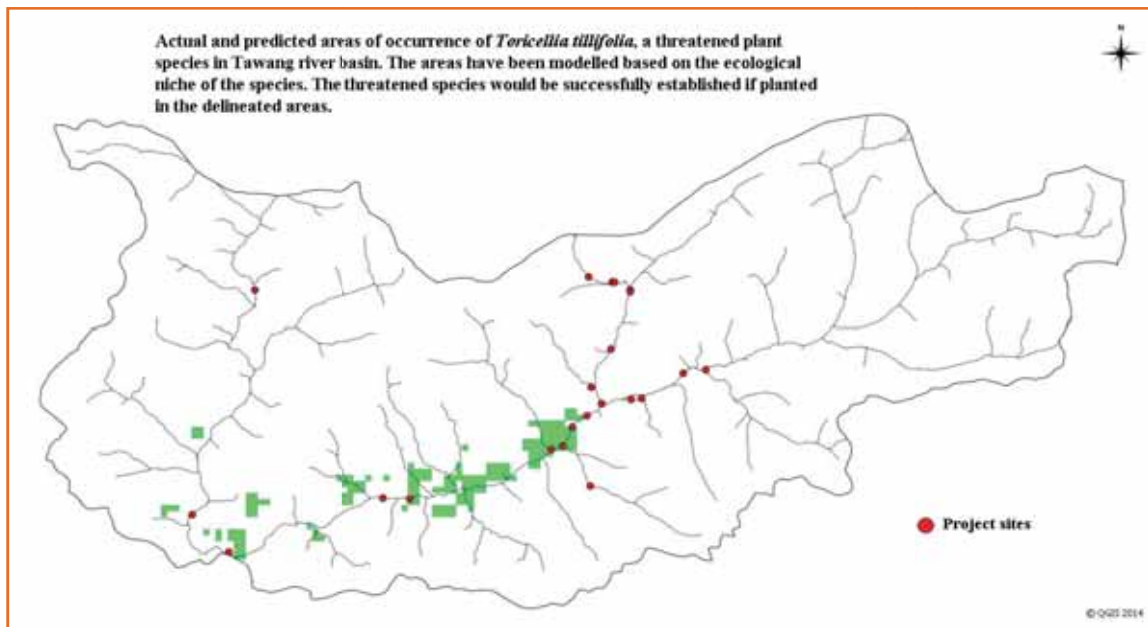 Actual and predicted areas of occurrence of Toricellia tillifolia, a threatened plant
species in Tawang river basin. The areas have been modelled based on the ecological
niche of the species. The threatened species would be successfully established if planted
in the delineated areas.
N
Project sites
© QGIS 2014